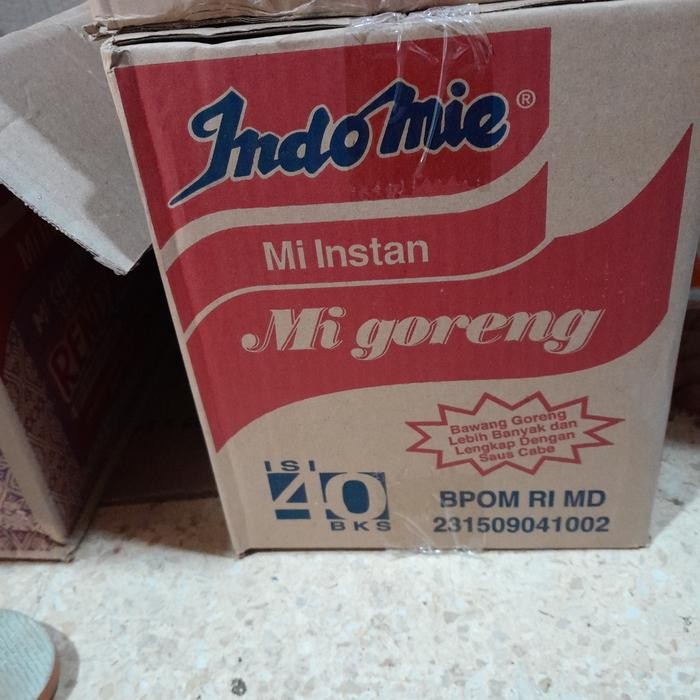 Indomie®
Mi Instan
Mi goreng
Bawang Goreng
Lebih Banyak dan
Lengkap Dengan
Saus Cabe
ISI
40
BKS
BPOM RI MD
231509041002